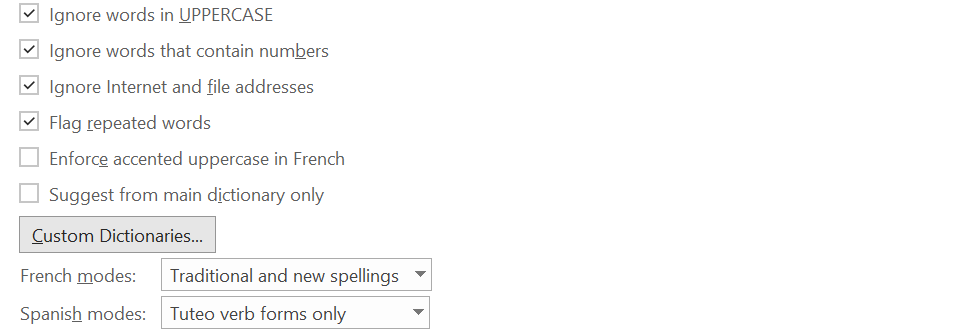 Ignore words in UPPERCASE
Ignore words that contain numbers
Ignore Internet and file addresses
Flag repeated words
Enforce accented uppercase in French
Suggest from main dictionary only
Custom Dictionaries...
French modes: Traditional and new spellings
Spanish modes: Tuteo verb forms only